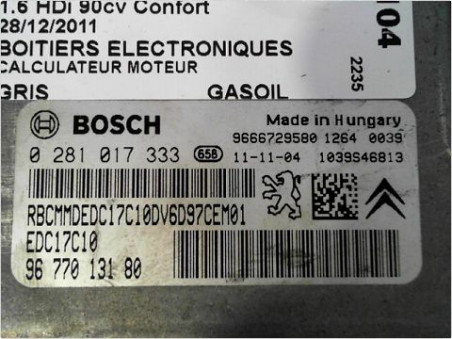 1.6 HDI 90cv Confort
28/12/2011
BOITIERS ELECTRONIQUES
CALCULATEUR MOTEUR
GRIS GASOIL
104
2235
BOSCH
Made in Hungary
9666729580 1264 0039
0 281 017 333 658 11-11-04 1039S46813
RBCMMDEDC17C10DV6D97CEM01
EDC17C10
96 770 131 80